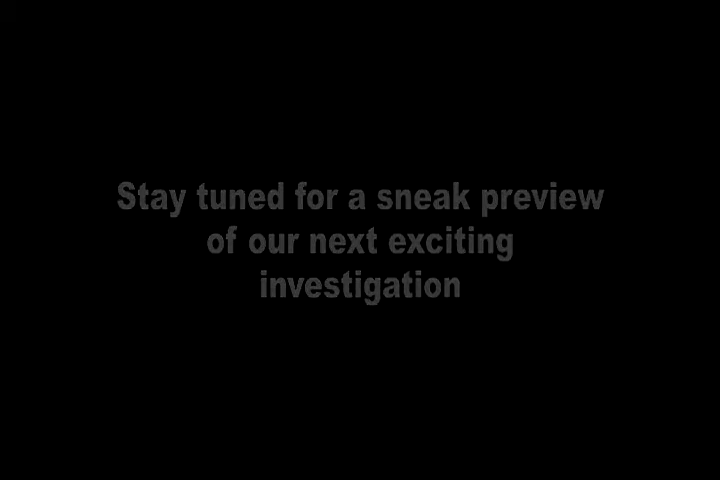 Stay tuned for a sneak preview
of our next exciting
investigation